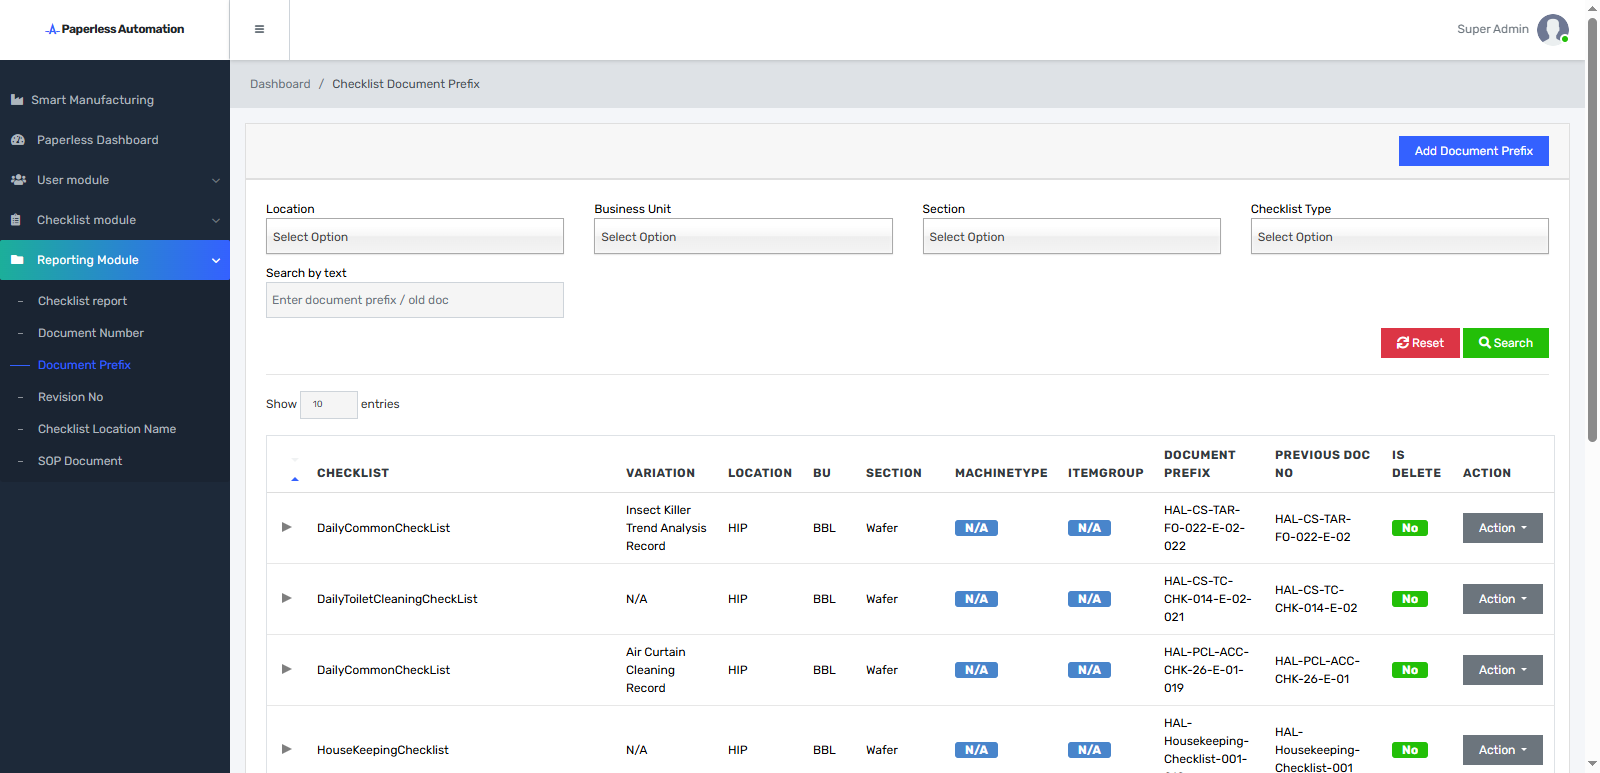 Paperless Automation
Super Admin
Dashboard / Checklist Document Prefix
Smart Manufacturing
Paperless Dashboard
User module
Checklist module
Reporting Module
- Checklist report
- Document Number
Document Prefix
- Revision No
- Checklist Location Name
- SOP Document
Add Document Prefix
Location
Select Option
Business Unit
Select Option
Section
Select Option
Checklist Type
Select Option
Search by text
Enter document prefix / old doc
Reset
Search
Show 10 entries
CHECKLIST
VARIATION
LOCATION
BU
SECTION
MACHINETYPE
ITEMGROUP
DOCUMENT
PREFIX
PREVIOUS DOC
NO
IS
DELETE
ACTION
DailyCommonCheckList
Insect Killer
Trend Analysis
Record
HIP
BBL
Wafer
N/A
N/A
HAL-CS-TAR-
FO-022-E-02-
022
HAL-CS-TAR-
FO-022-E-02
No
Action
DailyToiletCleaningCheckList
N/A
HIP
BBL
Wafer
N/A
N/A
HAL-CS-TC-
CHK-014-E-02-
021
HAL-CS-TC-
CHK-014-E-02
No
Action
DailyCommonCheckList
Air Curtain
Cleaning
Record
HIP
BBL
Wafer
N/A
N/A
HAL-PCL-ACC-
CHK-26-E-01-
019
HAL-PCL-ACC-
CHK-26-E-01
No
Action
HouseKeepingChecklist
N/A
HIP
BBL
Wafer
N/A
N/A
HAL-
Housekeeping-
Checklist-001-
HAL-
Housekeeping-
Checklist-001
No
Action